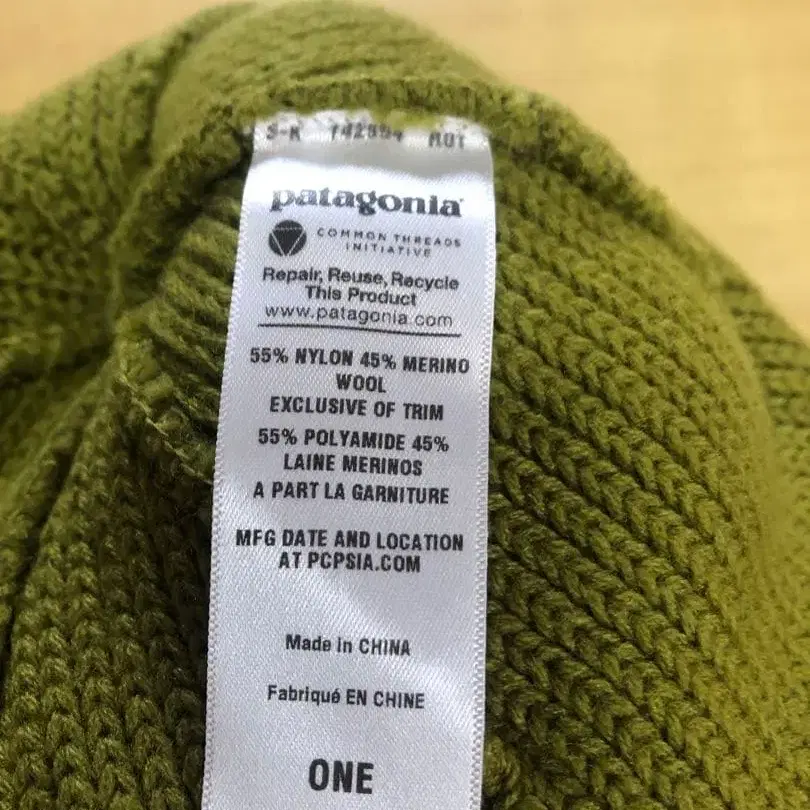 patagonia
COMMON THREADS
INITIATIVE
Repair, Reuse, Recycle
This Product
www.patagonia.com
55% NYLON 45% MERINO
WOOL
EXCLUSIVE OF TRIM
55% POLYAMIDE 45%
LAINE MERINOS
A PART LA GARNITURE
MFG DATE AND LOCATION
AT PCPSIA.COM
Made in CHINA
Fabriqué EN CHINE
ONE